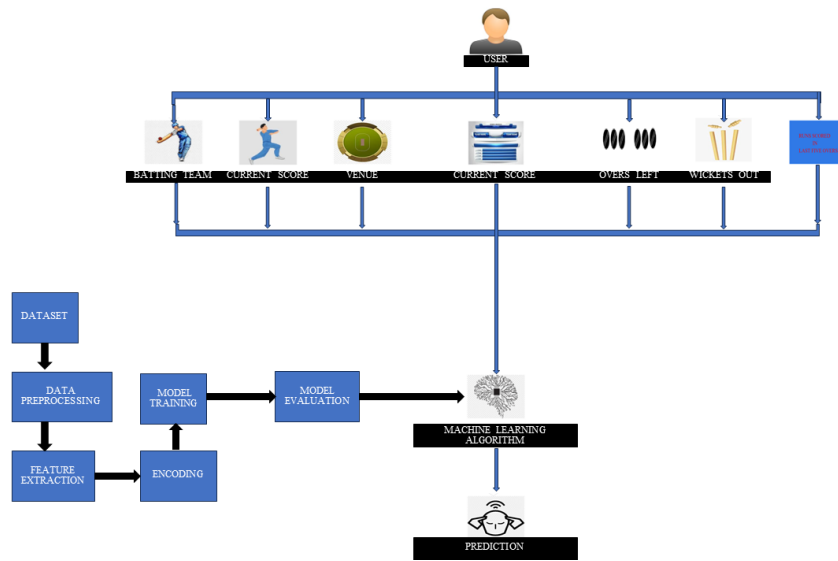 USER
BATTING TEAM
CURRENT SCORE
VENUE
CURRENT SCORE
OVERS LEFT
WICKETS OUT
DATASET
DATA
PREPROCESSING
FEATURE
EXTRACTION
ENCODING
MODEL
TRAINING
MODEL
EVALUATION
MACHINE LEARNING
ALGORITHM
PREDICTION